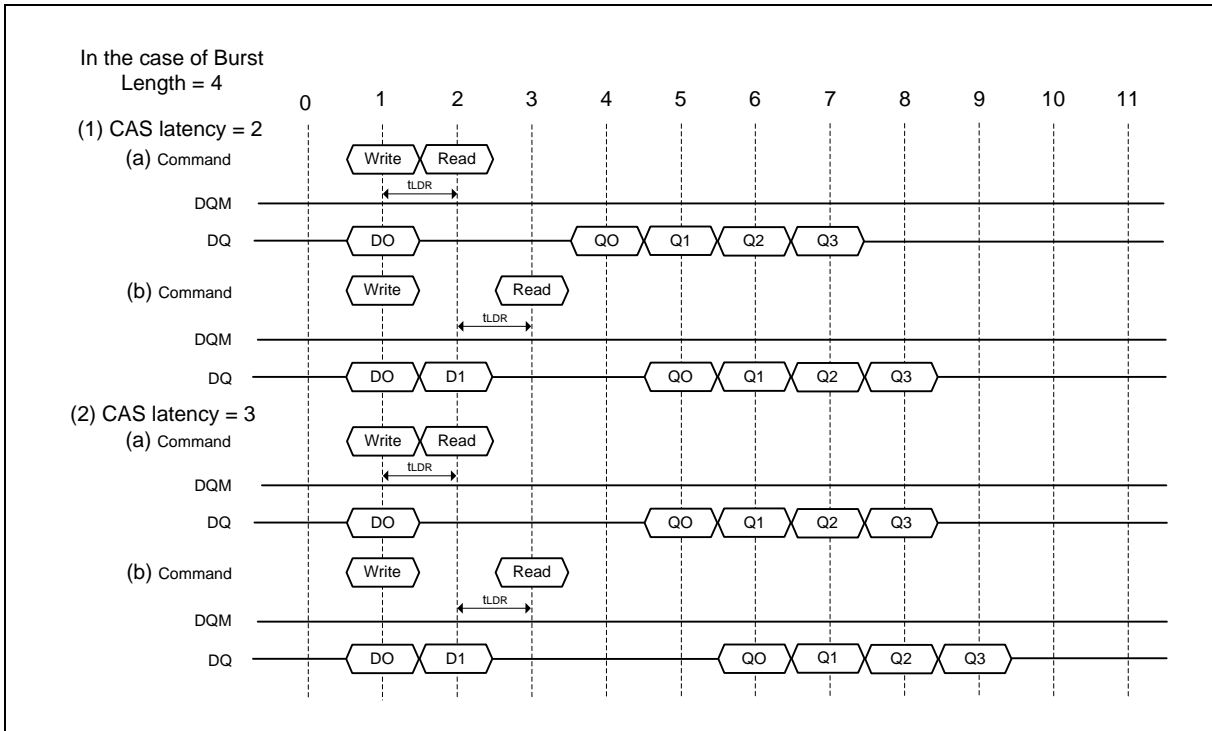 In the case of Burst
Length = 4
0 1 2 3 4 5 6 7 8 9 10 11
(1) CAS latency = 2
(a) Command Write Read
tLDR
DQM
DQ DO QO Q1 Q2 Q3
(b) Command Write Read
tLDR
DQM
DQ DO D1 QO Q1 Q2 Q3
(2) CAS latency = 3
(a) Command Write Read
tLDR
DQM
DQ DO QO Q1 Q2 Q3
(b) Command Write Read
tLDR
DQM
DQ DO D1 QO Q1 Q2 Q3